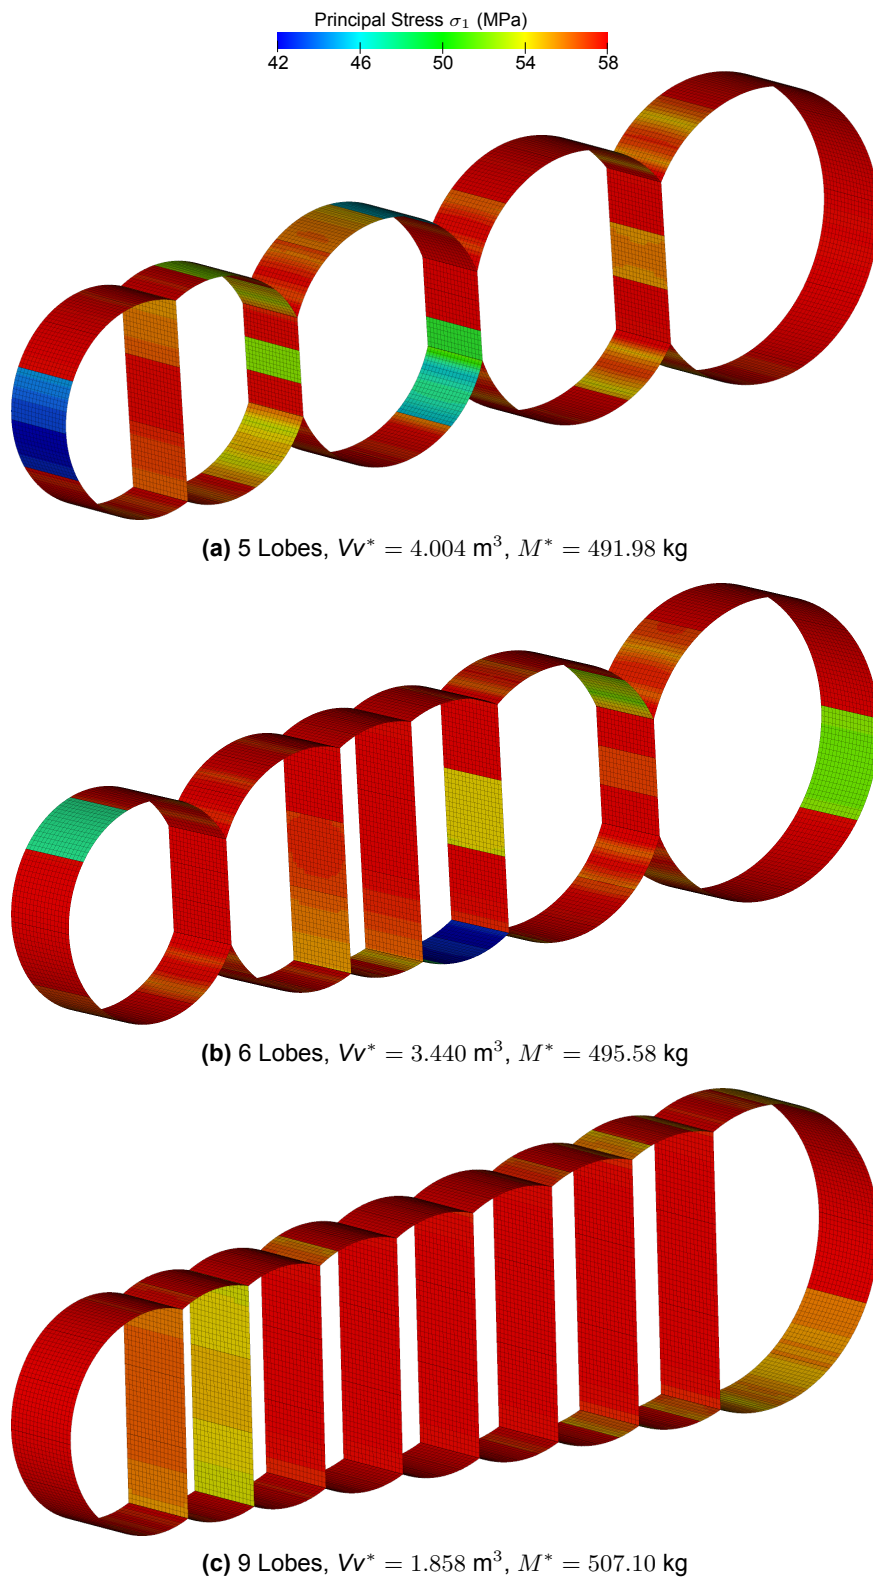 Principal Stress σ₁ (MPa)
42 46 50 54 58
(a) 5 Lobes, Vv* = 4.004 m³, M* = 491.98 kg
(b) 6 Lobes, Vv* = 3.440 m³, M* = 495.58 kg
(c) 9 Lobes, Vv* = 1.858 m³, M* = 507.10 kg